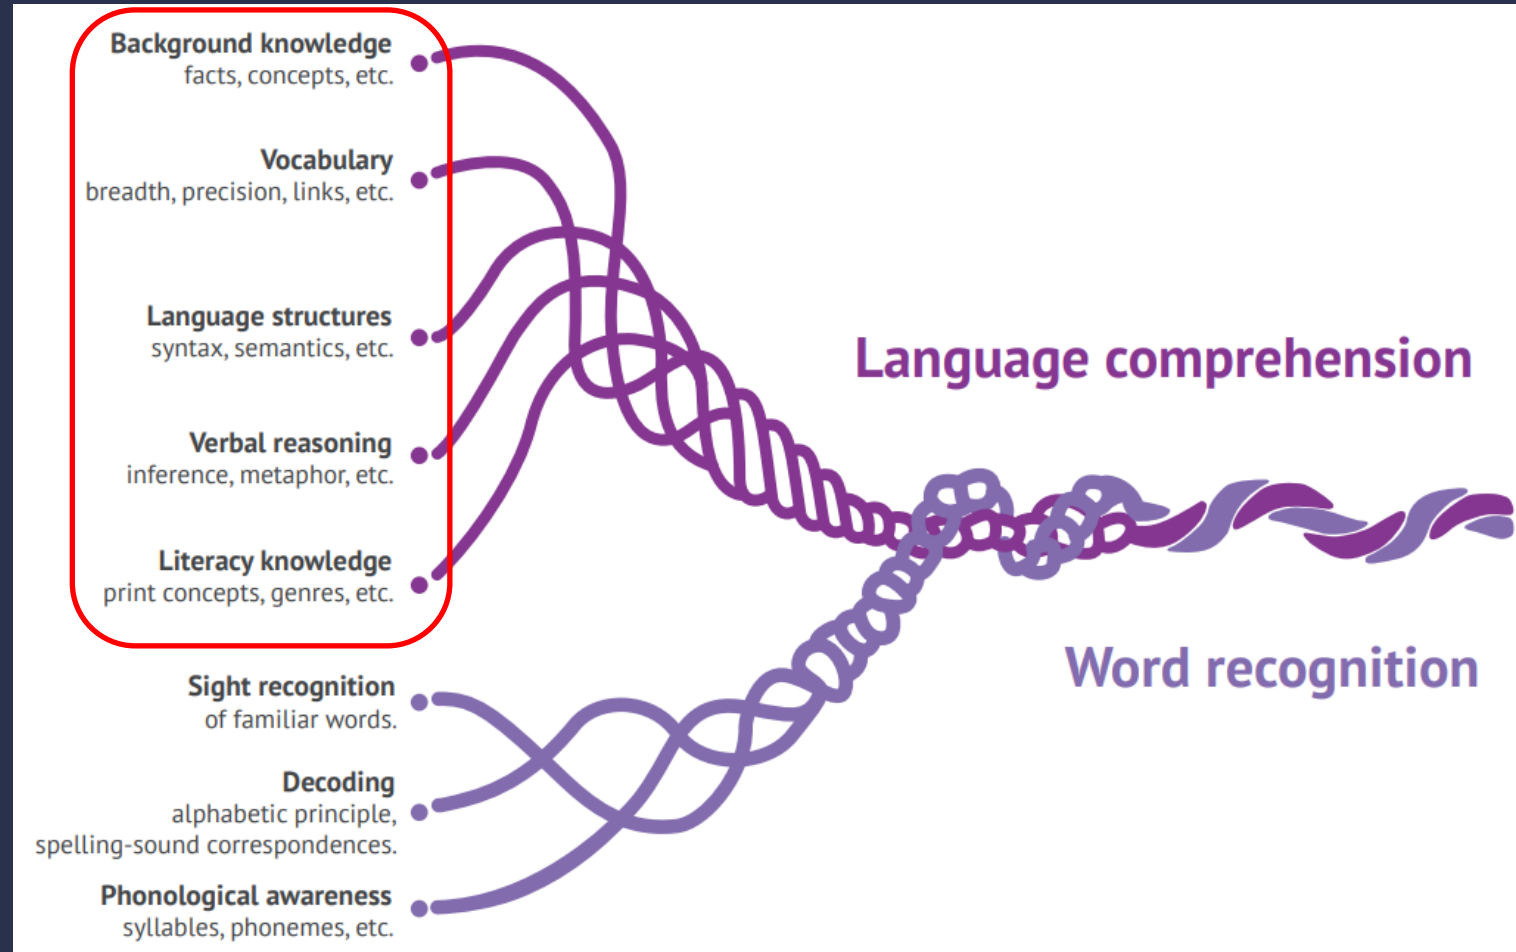 Background knowledge
facts, concepts, etc.
Vocabulary
breadth, precision, links, etc.
Language structures
syntax, semantics, etc.
Verbal reasoning
inference, metaphor, etc.
Literacy knowledge
print concepts, genres, etc.
Sight recognition
of familiar words.
Decoding
alphabetic principle,
spelling-sound correspondences.
Phonological awareness
syllables, phonemes, etc.
Language comprehension
Word recognition